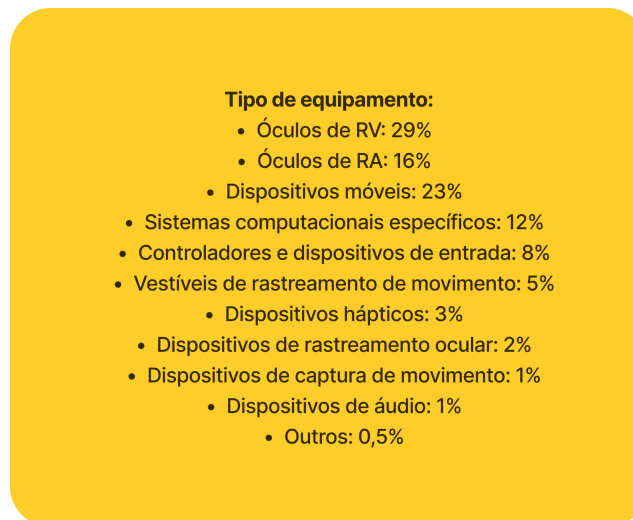 Tipo de equipamento:
• Óculos de RV: 29%
• Óculos de RA: 16%
• Dispositivos móveis: 23%
• Sistemas computacionais específicos: 12%
• Controladores e dispositivos de entrada: 8%
• Vestíveis de rastreamento de movimento: 5%
• Dispositivos hápticos: 3%
• Dispositivos de rastreamento ocular: 2%
• Dispositivos de captura de movimento: 1%
• Dispositivos de áudio: 1%
• Outros: 0,5%